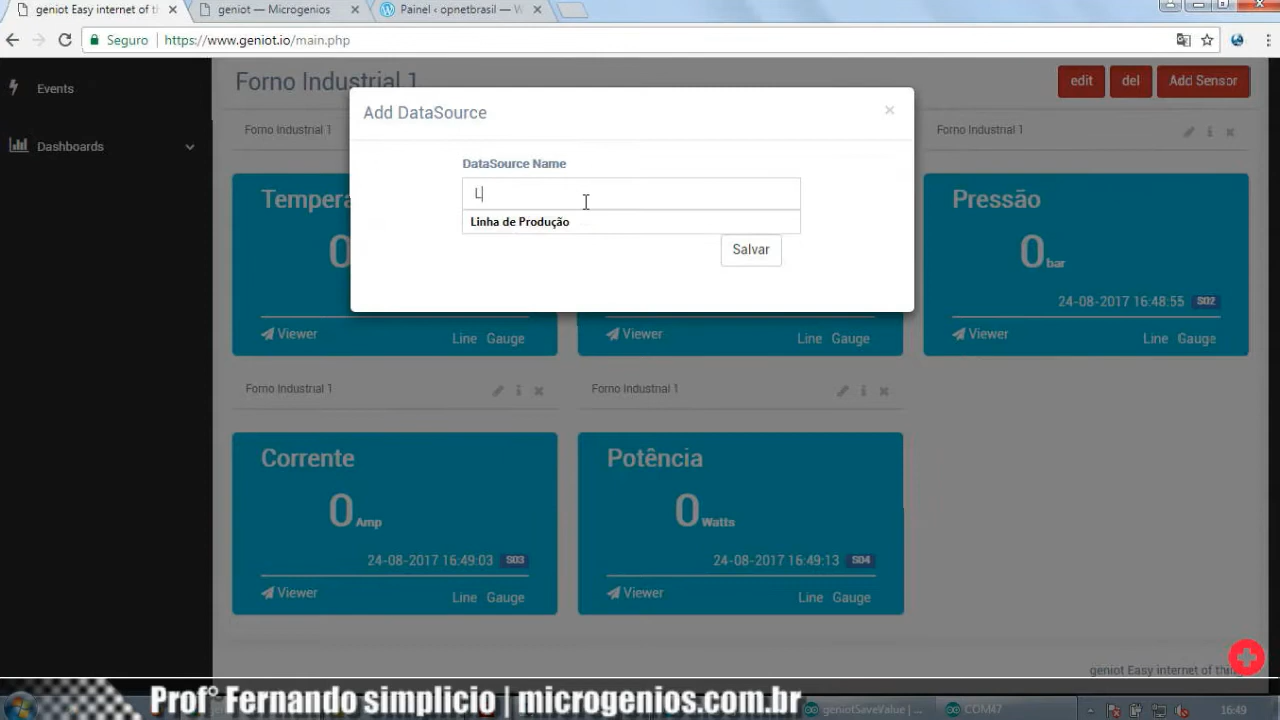 geniot Easy internet of th
geniot — Microgenios
Painel ‹ opnetbrasil — W
Seguro
https://www.geniot.io/main.php
Events
Dashboards
Forno Industrial 1
edit
del
Add Sensor
Forno Industrial 1
Forno Industrial 1
Add DataSource
×
DataSource Name
L
Linha de Produção
Salvar
Tempera
0
Viewer
Line Gauge
Viewer
Line Gauge
Pressão
0 bar
24-08-2017 16:48:55 S02
Viewer
Line Gauge
Forno Industrial 1
Forno Industrial 1
Corrente
0 Amp
24-08-2017 16:49:03 S03
Viewer
Line Gauge
Potência
0 Watts
24-08-2017 16:49:13 S04
Viewer
Line Gauge
geniot Easy internet of thin
Prof° Fernando simplicio | microgenios.com.br
geniotSaveValue | ...
COM47
16:49